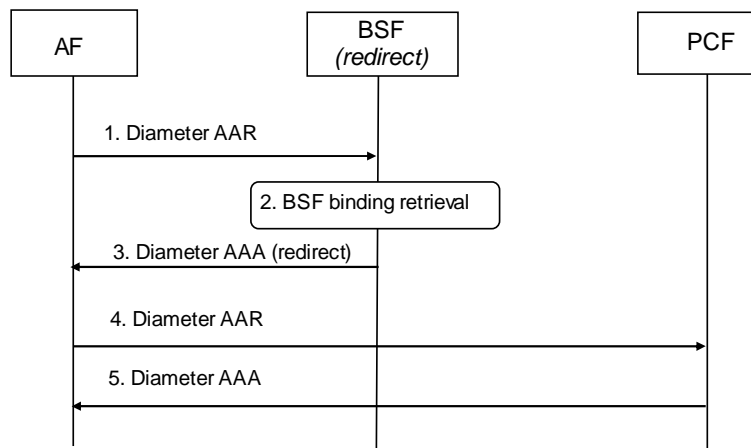 AF
BSF
(redirect)
PCF
1. Diameter AAR
2. BSF binding retrieval
3. Diameter AAA (redirect)
4. Diameter AAR
5. Diameter AAA